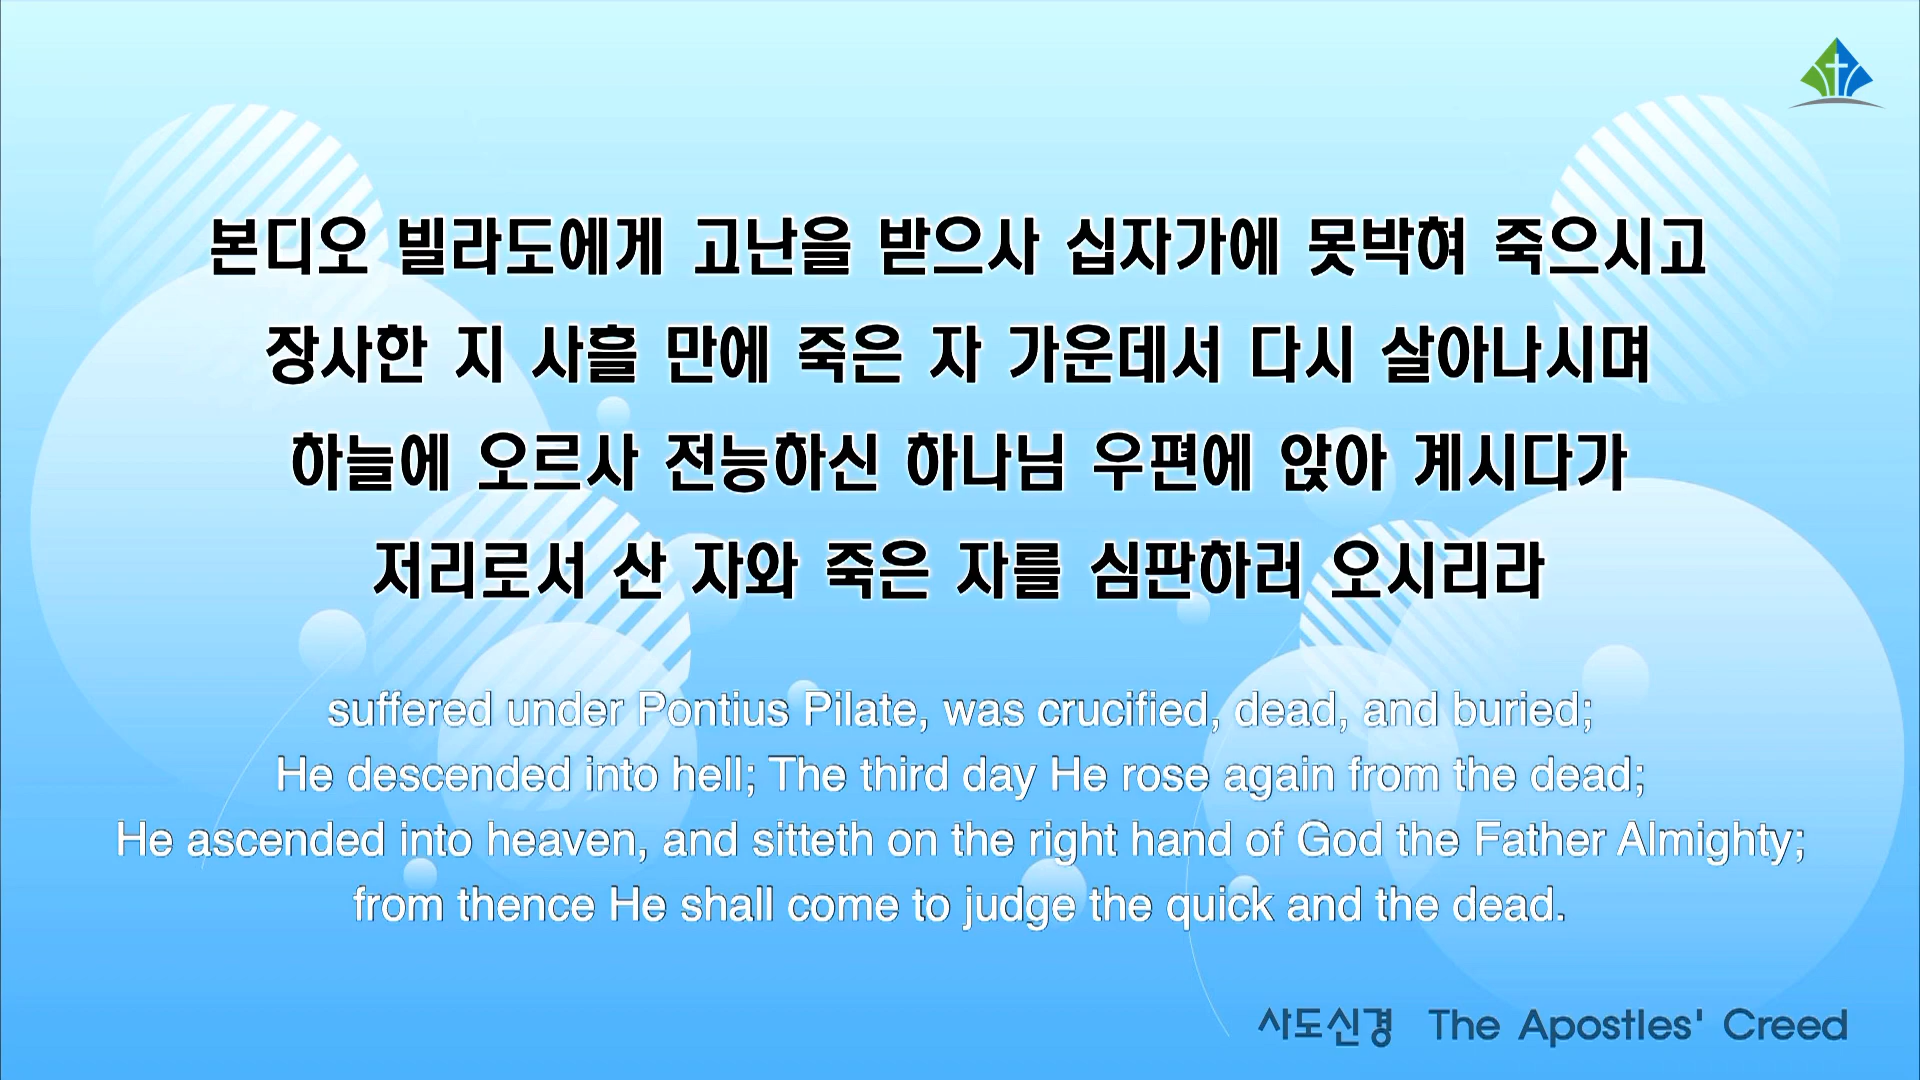 본디오 빌라도에게 고난을 받으사 십자가에 못박혀 죽으시고
장사한 지 사흘 만에 죽은 자 가운데서 다시 살아나시며
하늘에 오르사 전능하신 하나님 우편에 앉아 계시다가
저리로서 산 자와 죽은 자를 심판하러 오시리라
suffered under Pontius Pilate, was crucified, dead, and buried;
He descended into hell; The third day He rose again from the dead;
He ascended into heaven, and sitteth on the right hand of God the Father Almighty;
from thence He shall come to judge the quick and the dead.
사도신경 The Apostles' Creed